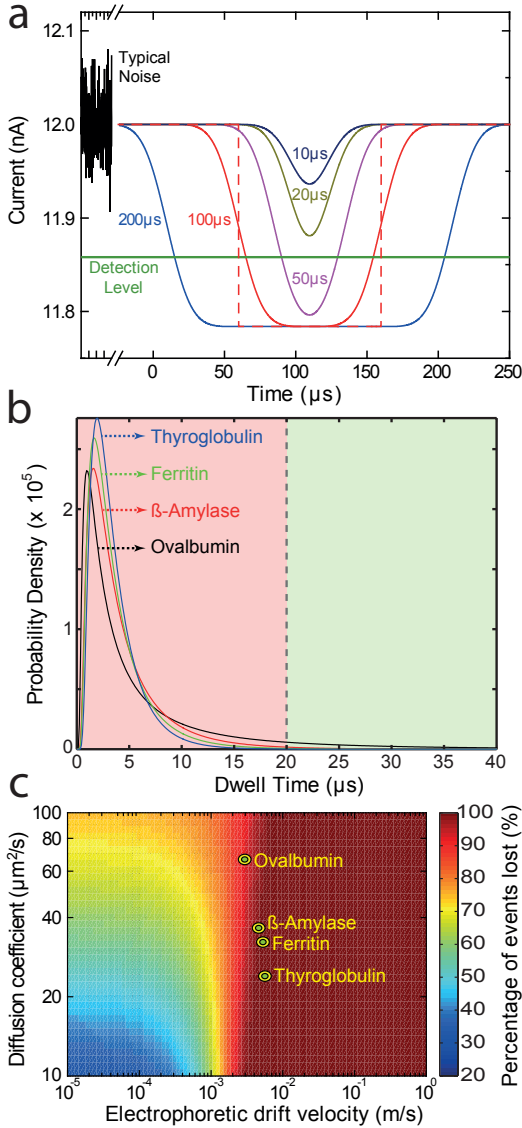 a
12.1
12.0
11.9
11.8
Current (nA)
Typical
Noise
10µs
20µs
200µs
100µs
50µs
Detection
Level
0
50
100
150
200
250
Time (µs)
b
Thyroglobulin
Ferritin
ß-Amylase
Ovalbumin
2
1
0
Probability Density (x 10⁵)
0
5
10
15
20
25
30
35
40
Dwell Time (µs)
c
100
80
40
20
10
Diffusion coefficient (µm²/s)
Ovalbumin
ß-Amylase
Ferritin
Thyroglobulin
10⁻⁵
10⁻⁴
10⁻³
10⁻²
10⁻¹
10⁰
Electrophoretic drift velocity (m/s)
100
90
80
70
60
50
40
30
20
Percentage of events lost (%)